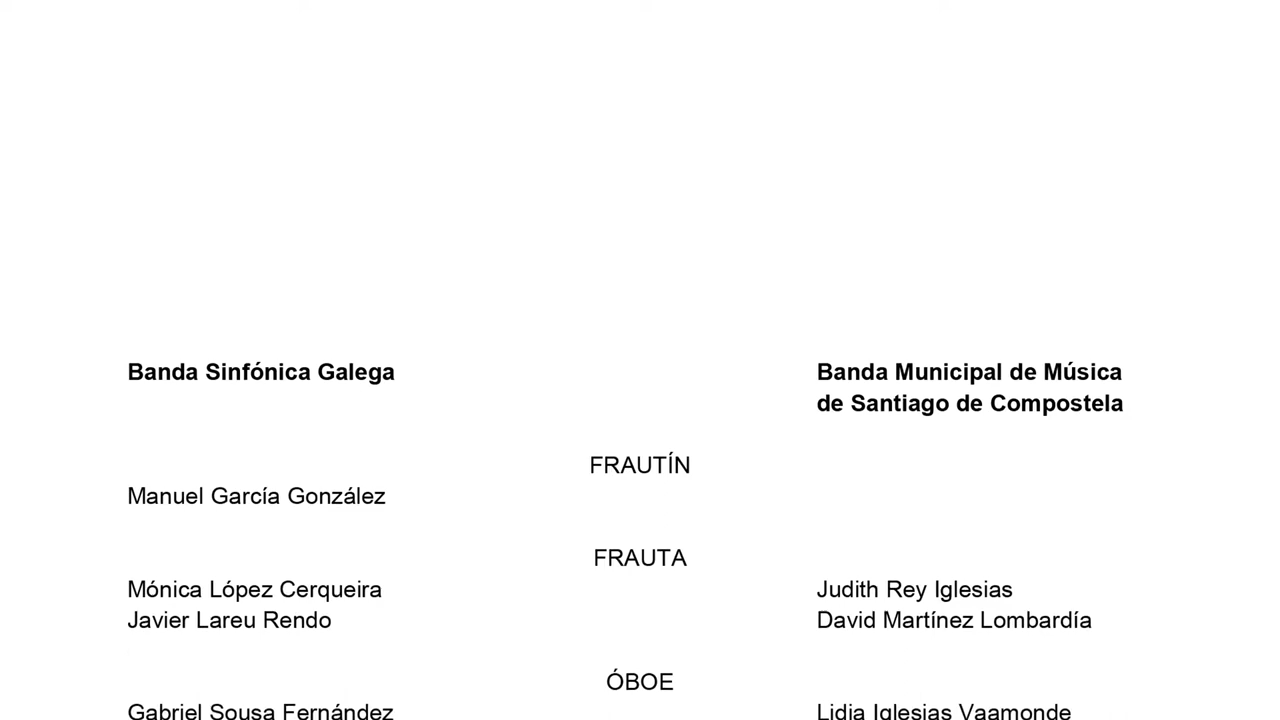 Banda Sinfónica Galega
Banda Municipal de Música
de Santiago de Compostela
FRAUTÍN
Manuel García González
FRAUTA
Mónica López Cerqueira
Judith Rey Iglesias
Javier Lareu Rendo
David Martínez Lombardía
ÓBOE
Gabriel Sousa Fernández
Lidia Iglesias Vaamonde